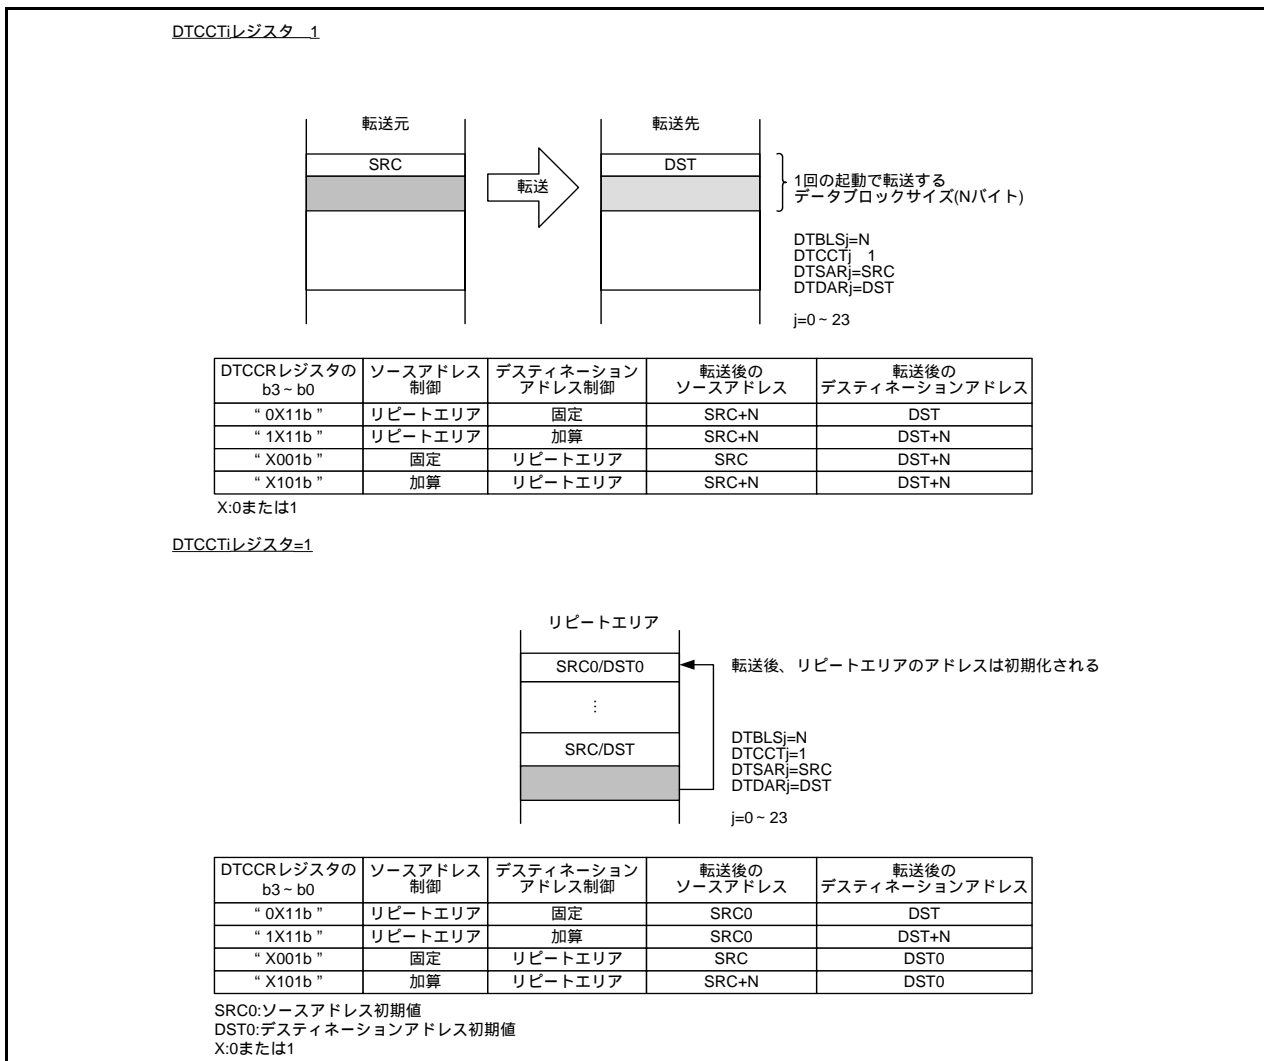 DTCCTiレジスタ　1
転送元
転送先
SRC
DST
転送
1回の起動で転送する
データブロックサイズ(Nバイト)
DTBLSj=N
DTCCTj　1
DTSARj=SRC
DTDARj=DST
j=0~23
DTCCRレジスタの b3~b0 ソースアドレス制御 デスティネーションアドレス制御 転送後のソースアドレス 転送後のデスティネーションアドレス
“0X11b” リピートエリア 固定 SRC+N DST
“1X11b” リピートエリア 加算 SRC+N DST+N
“X001b” 固定 リピートエリア SRC DST+N
“X101b” 加算 リピートエリア SRC+N DST+N
X:0または1
DTCCTiレジスタ=1
リピートエリア
SRC0/DST0
転送後、リピートエリアのアドレスは初期化される
⋮
SRC/DST
DTBLSj=N
DTCCTj=1
DTSARj=SRC
DTDARj=DST
j=0~23
DTCCRレジスタの b3~b0 ソースアドレス制御 デスティネーションアドレス制御 転送後のソースアドレス 転送後のデスティネーションアドレス
“0X11b” リピートエリア 固定 SRC0 DST
“1X11b” リピートエリア 加算 SRC0 DST+N
“X001b” 固定 リピートエリア SRC DST0
“X101b” 加算 リピートエリア SRC+N DST0
SRC0:ソースアドレス初期値
DST0:デスティネーションアドレス初期値
X:0または1